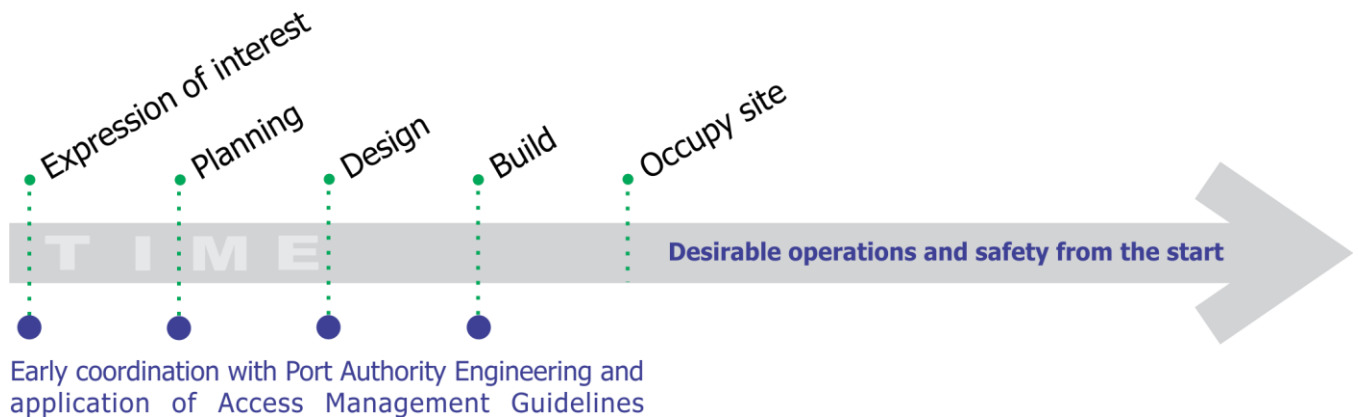 Expression of interest
Planning
Design
Build
Occupy site
TIME
Desirable operations and safety from the start
Early coordination with Port Authority Engineering and
application of Access Management Guidelines